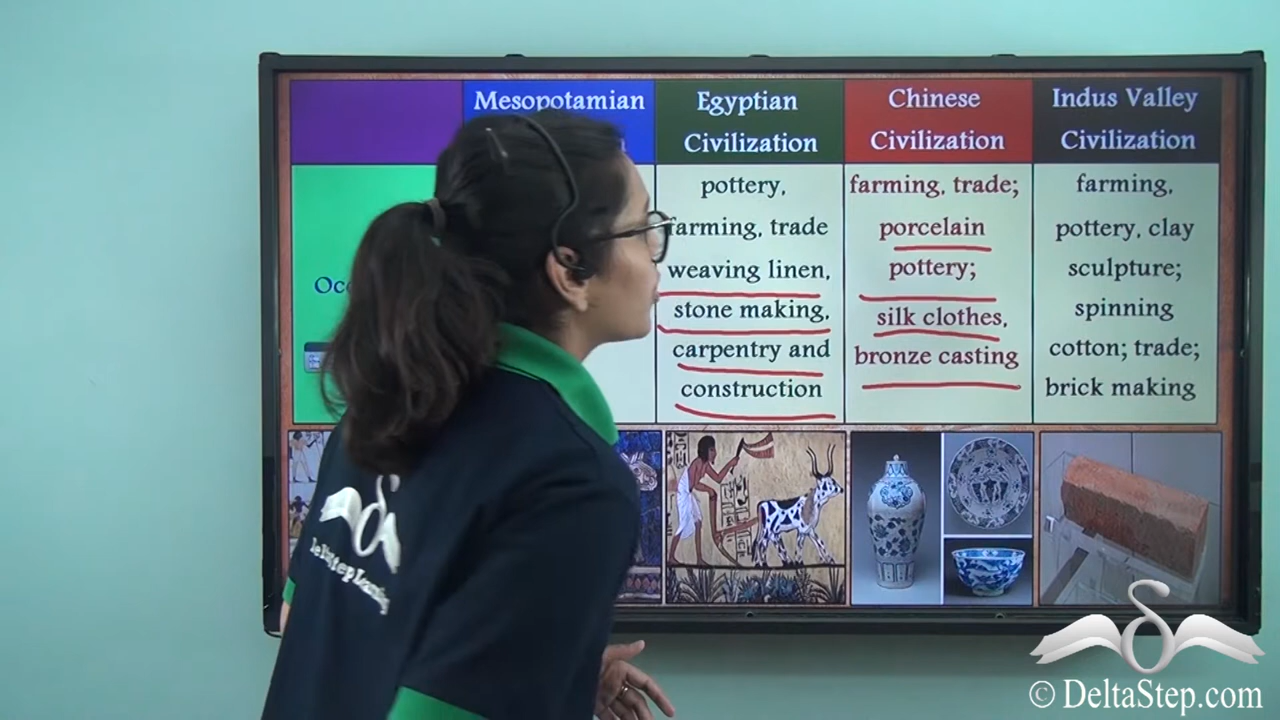 Mesopotamian
Egyptian
Civilization
Chinese
Civilization
Indus Valley
Civilization
pottery,
farming, trade
weaving linen,
stone making,
carpentry and
construction
farming, trade;
porcelain
pottery;
silk clothes,
bronze casting
farming,
pottery, clay
sculpture;
spinning
cotton; trade;
brick making
© DeltaStep.com